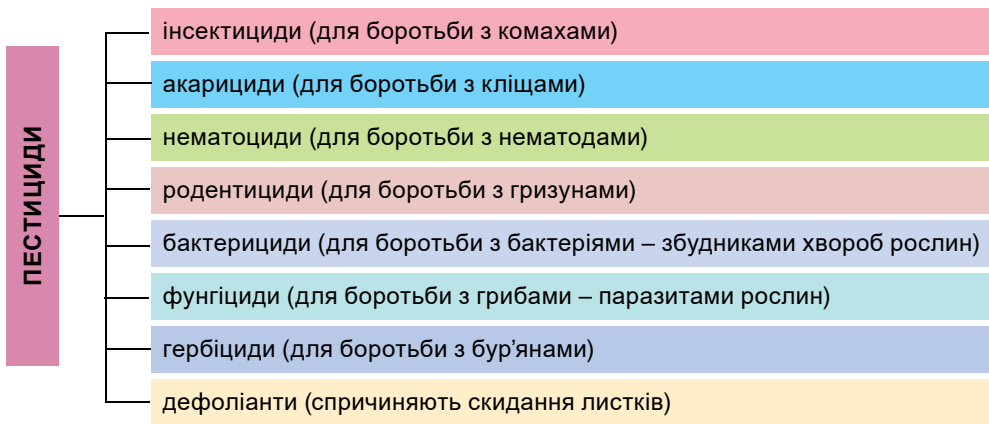 ПЕСТИЦИДИ
інсектициди (для боротьби з комахами)
акарициди (для боротьби з кліщами)
нематоциди (для боротьби з нематодами)
родентициди (для боротьби з гризунами)
бактерициди (для боротьби з бактеріями – збудниками хвороб рослин)
фунгіциди (для боротьби з грибами – паразитами рослин)
гербіциди (для боротьби з бур’янами)
дефоліанти (спричиняють скидання листків)